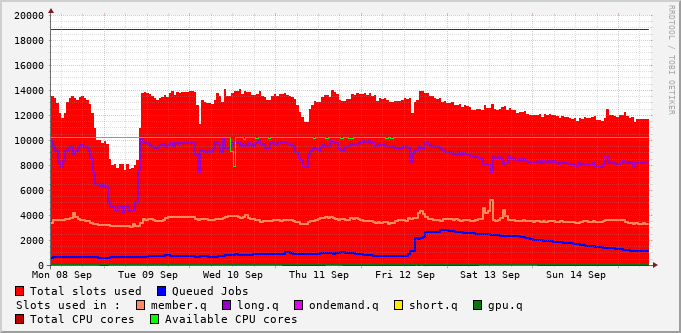 RRDTOOL / TOBI OETIKER
20000
18000
16000
14000
12000
10000
8000
6000
4000
2000
0
Mon 08 Sep Tue 09 Sep Wed 10 Sep Thu 11 Sep Fri 12 Sep Sat 13 Sep Sun 14 Sep
Total slots used Queued Jobs
Slots used in : member.q long.q ondemand.q short.q gpu.q
Total CPU cores Available CPU cores